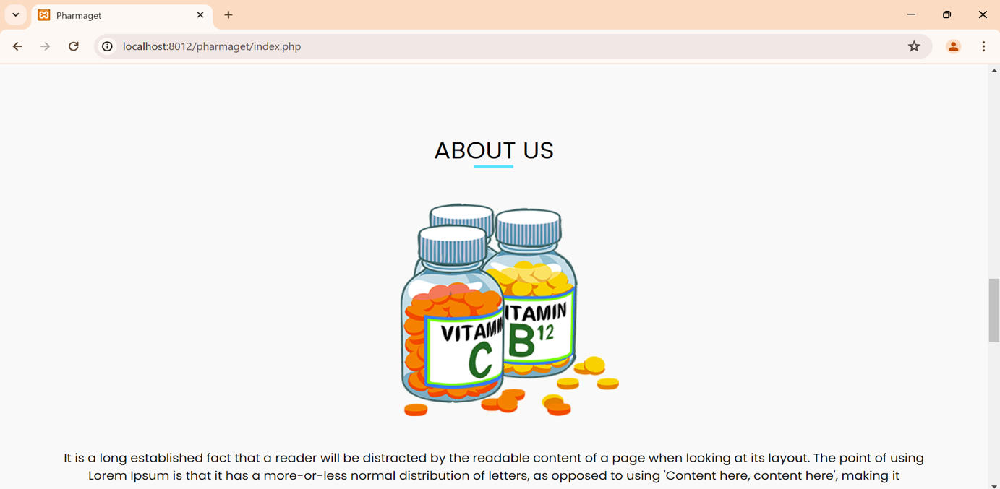 Pharmaget
localhost:8012/pharmaget/index.php
ABOUT US
VITAMIN
C
ITAMIN
B12
It is a long established fact that a reader will be distracted by the readable content of a page when looking at its layout. The point of using
Lorem Ipsum is that it has a more-or-less normal distribution of letters, as opposed to using 'Content here, content here', making it